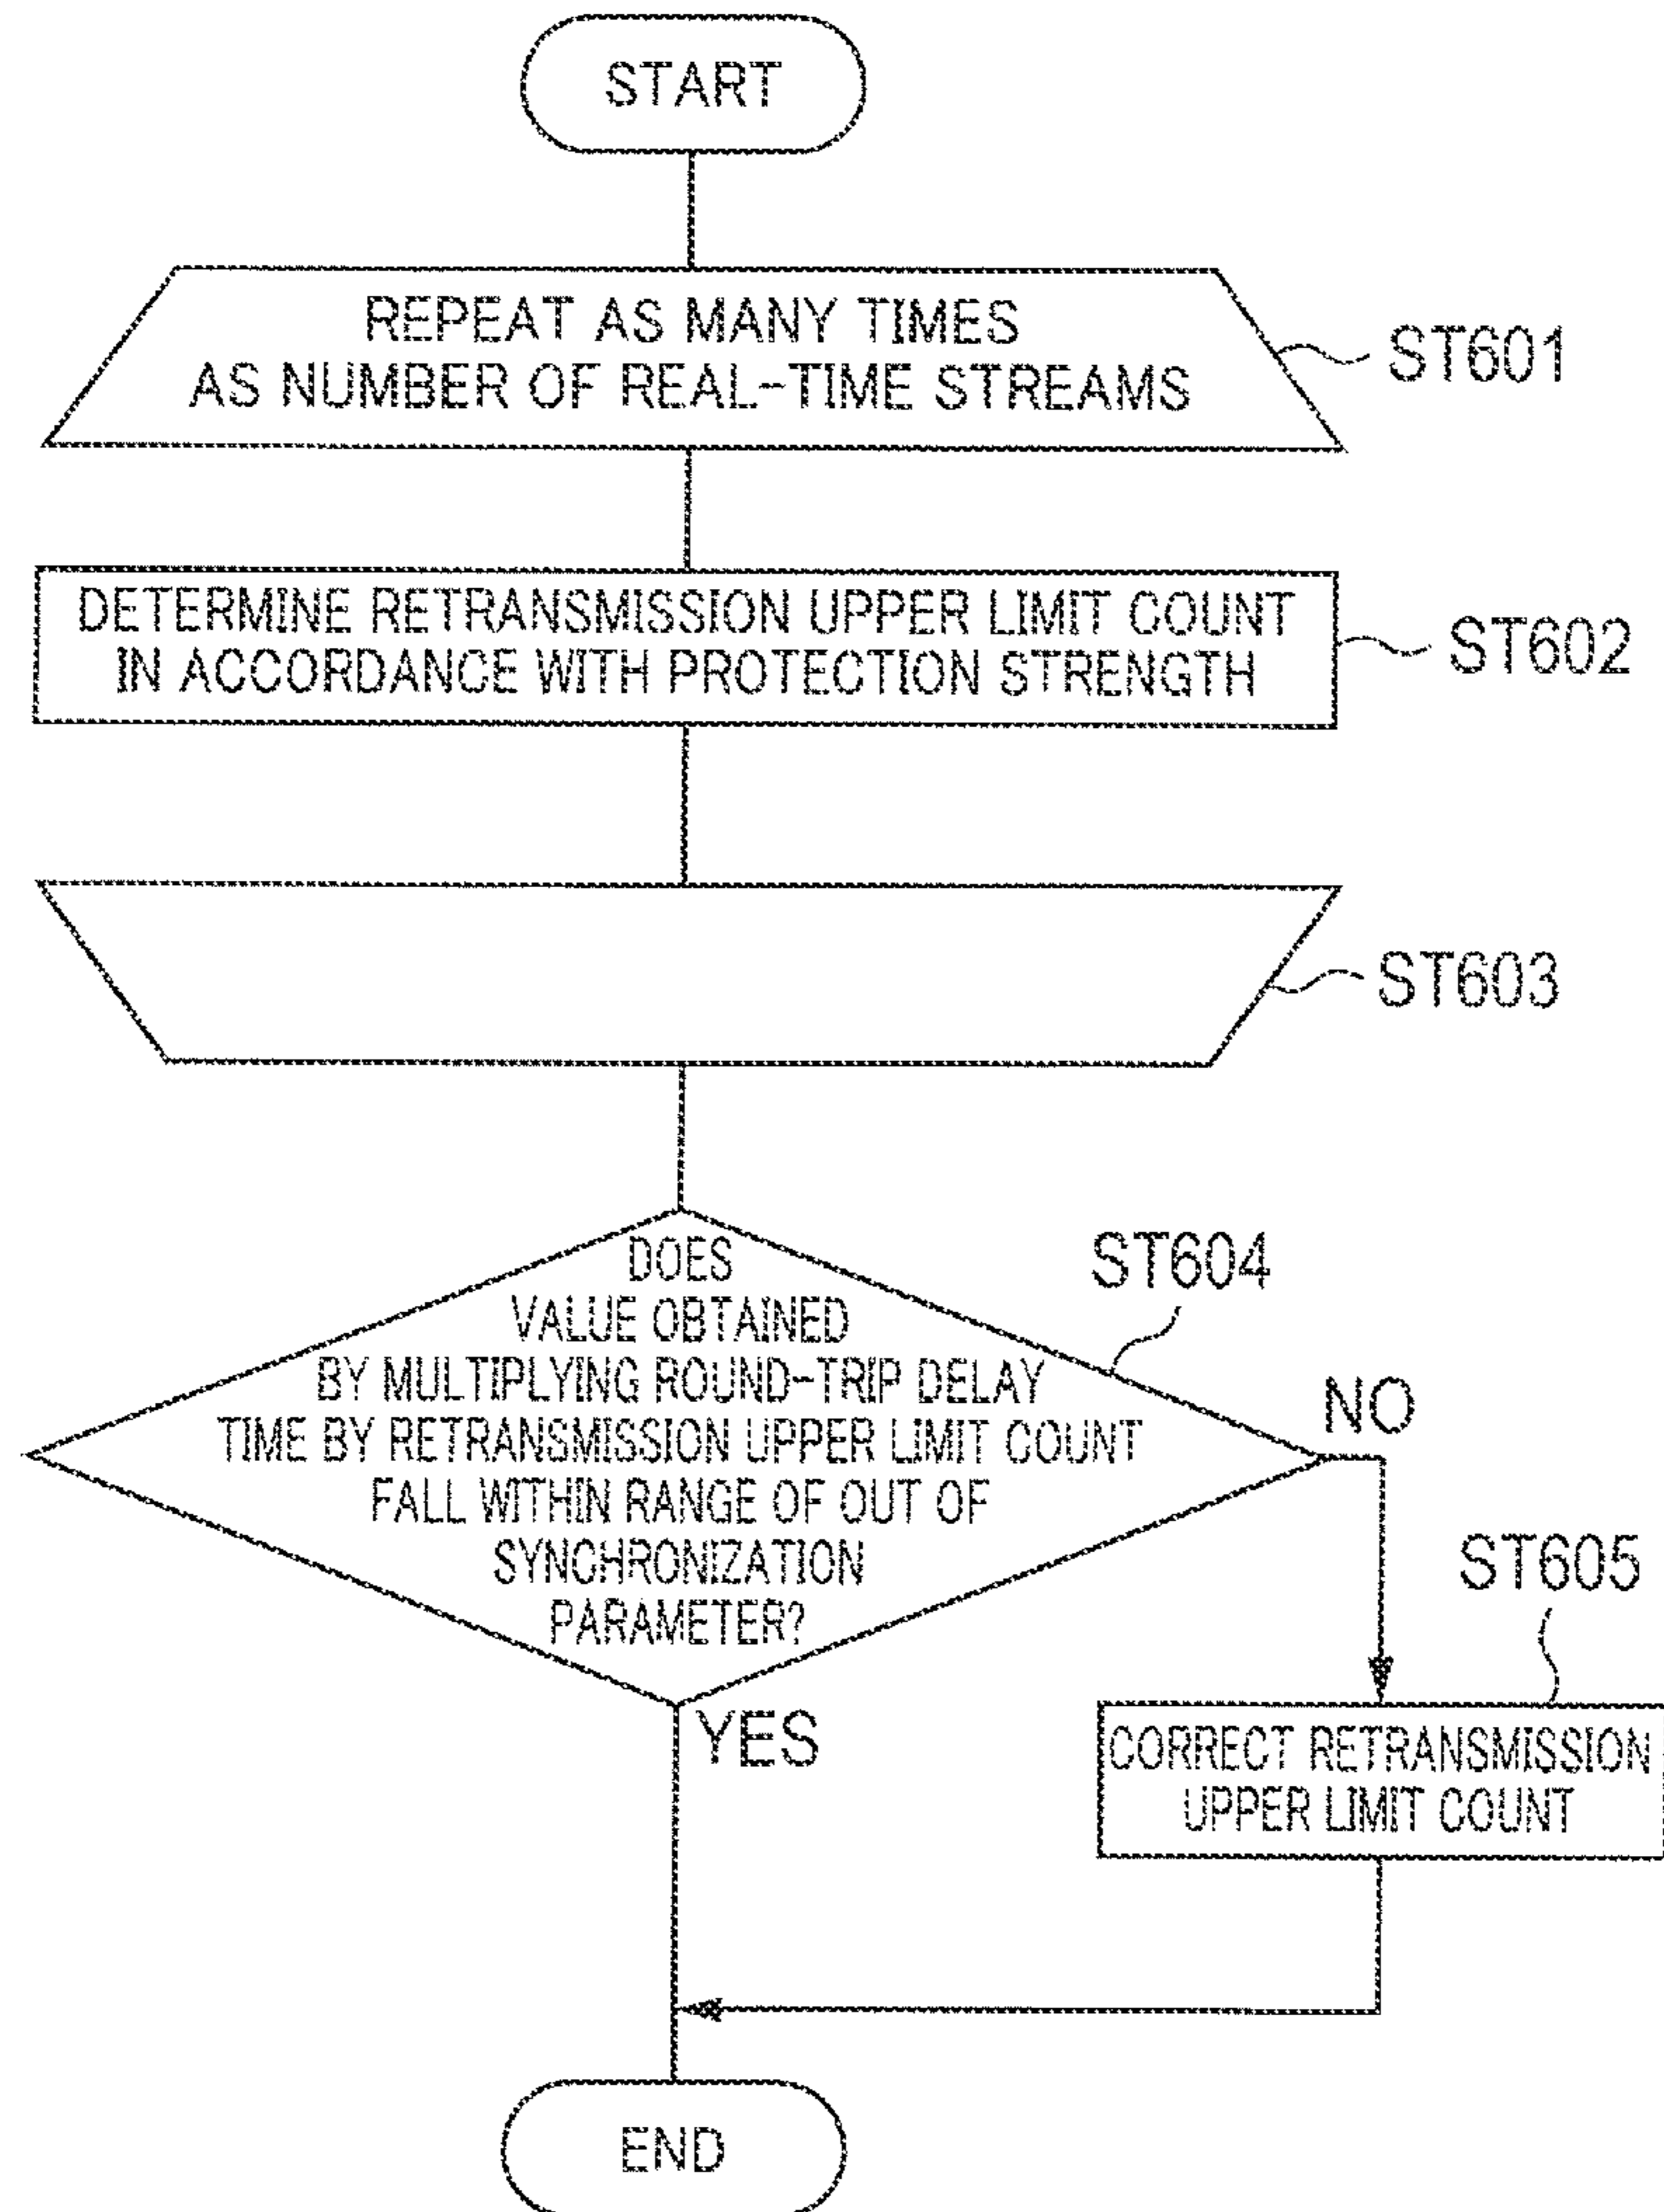 START
REPEAT AS MANY TIMES
AS NUMBER OF REAL-TIME STREAMS
ST601
DETERMINE RETRANSMISSION UPPER LIMIT COUNT
IN ACCORDANCE WITH PROTECTION STRENGTH
ST602
ST603
DOES
VALUE OBTAINED
BY MULTIPLYING ROUND-TRIP DELAY
TIME BY RETRANSMISSION UPPER LIMIT COUNT
FALL WITHIN RANGE OF OUT OF
SYNCHRONIZATION
PARAMETER?
ST604
NO
YES
ST605
CORRECT RETRANSMISSION
UPPER LIMIT COUNT
END